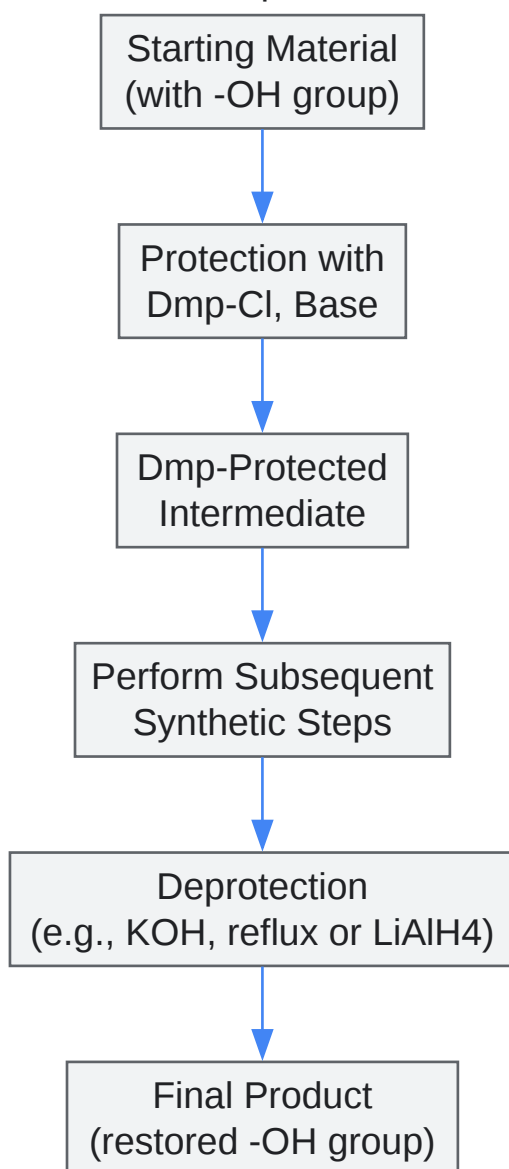 Starting Material
(with -OH group)
Protection with
Dmp-Cl, Base
Dmp-Protected
Intermediate
Perform Subsequent
Synthetic Steps
Deprotection
(e.g., KOH, reflux or LiAlH4)
Final Product
(restored -OH group)